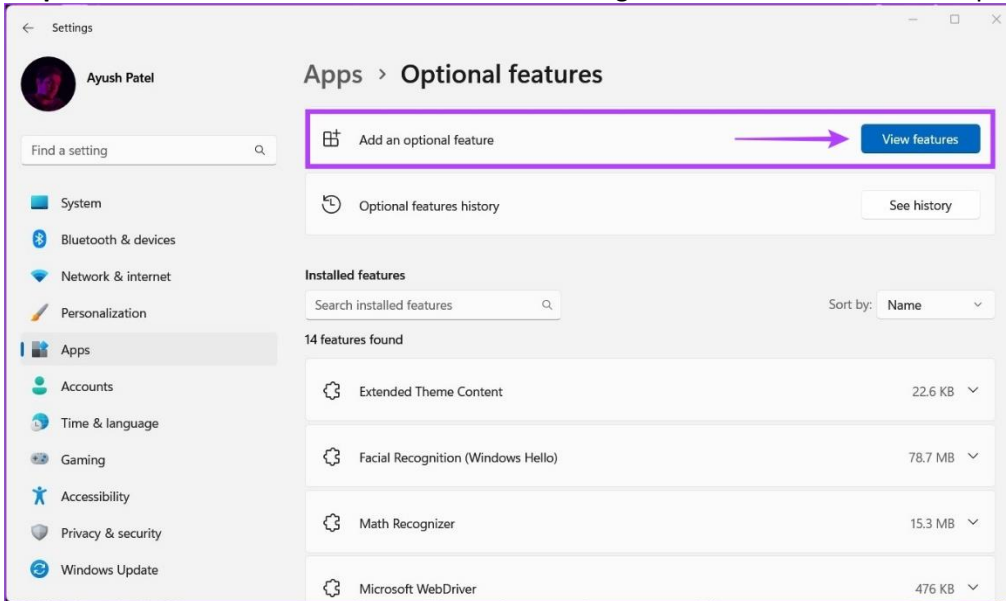 Settings
Ayush Patel
Find a setting
System
Bluetooth & devices
Network & internet
Personalization
Apps
Accounts
Time & language
Gaming
Accessibility
Privacy & security
Windows Update
Apps > Optional features
Add an optional feature
View features
Optional features history
See history
Installed features
Search installed features
Sort by: Name
14 features found
Extended Theme Content 22.6 KB
Facial Recognition (Windows Hello) 78.7 MB
Math Recognizer 15.3 MB
Microsoft WebDriver 476 KB